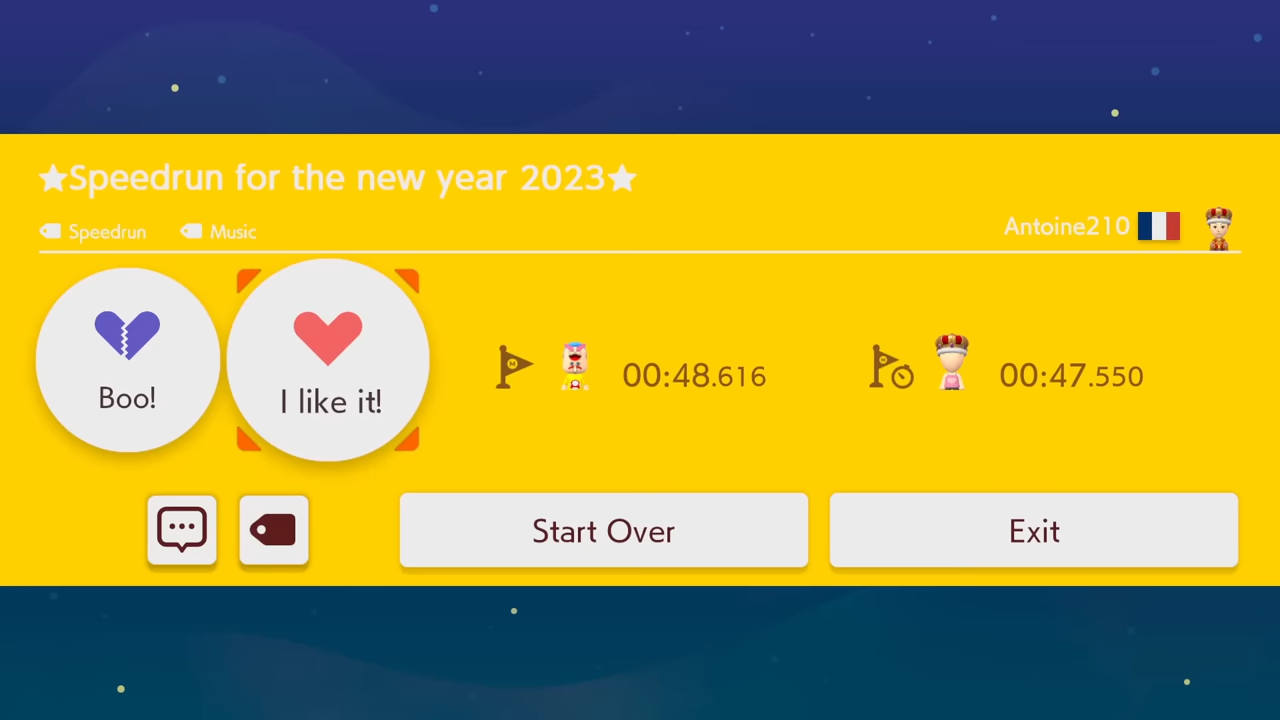 ★Speedrun for the new year 2023★
Speedrun Music
Antoine210
Boo!
I like it!
M
00:48.616
M
00:47.550
Start Over
Exit